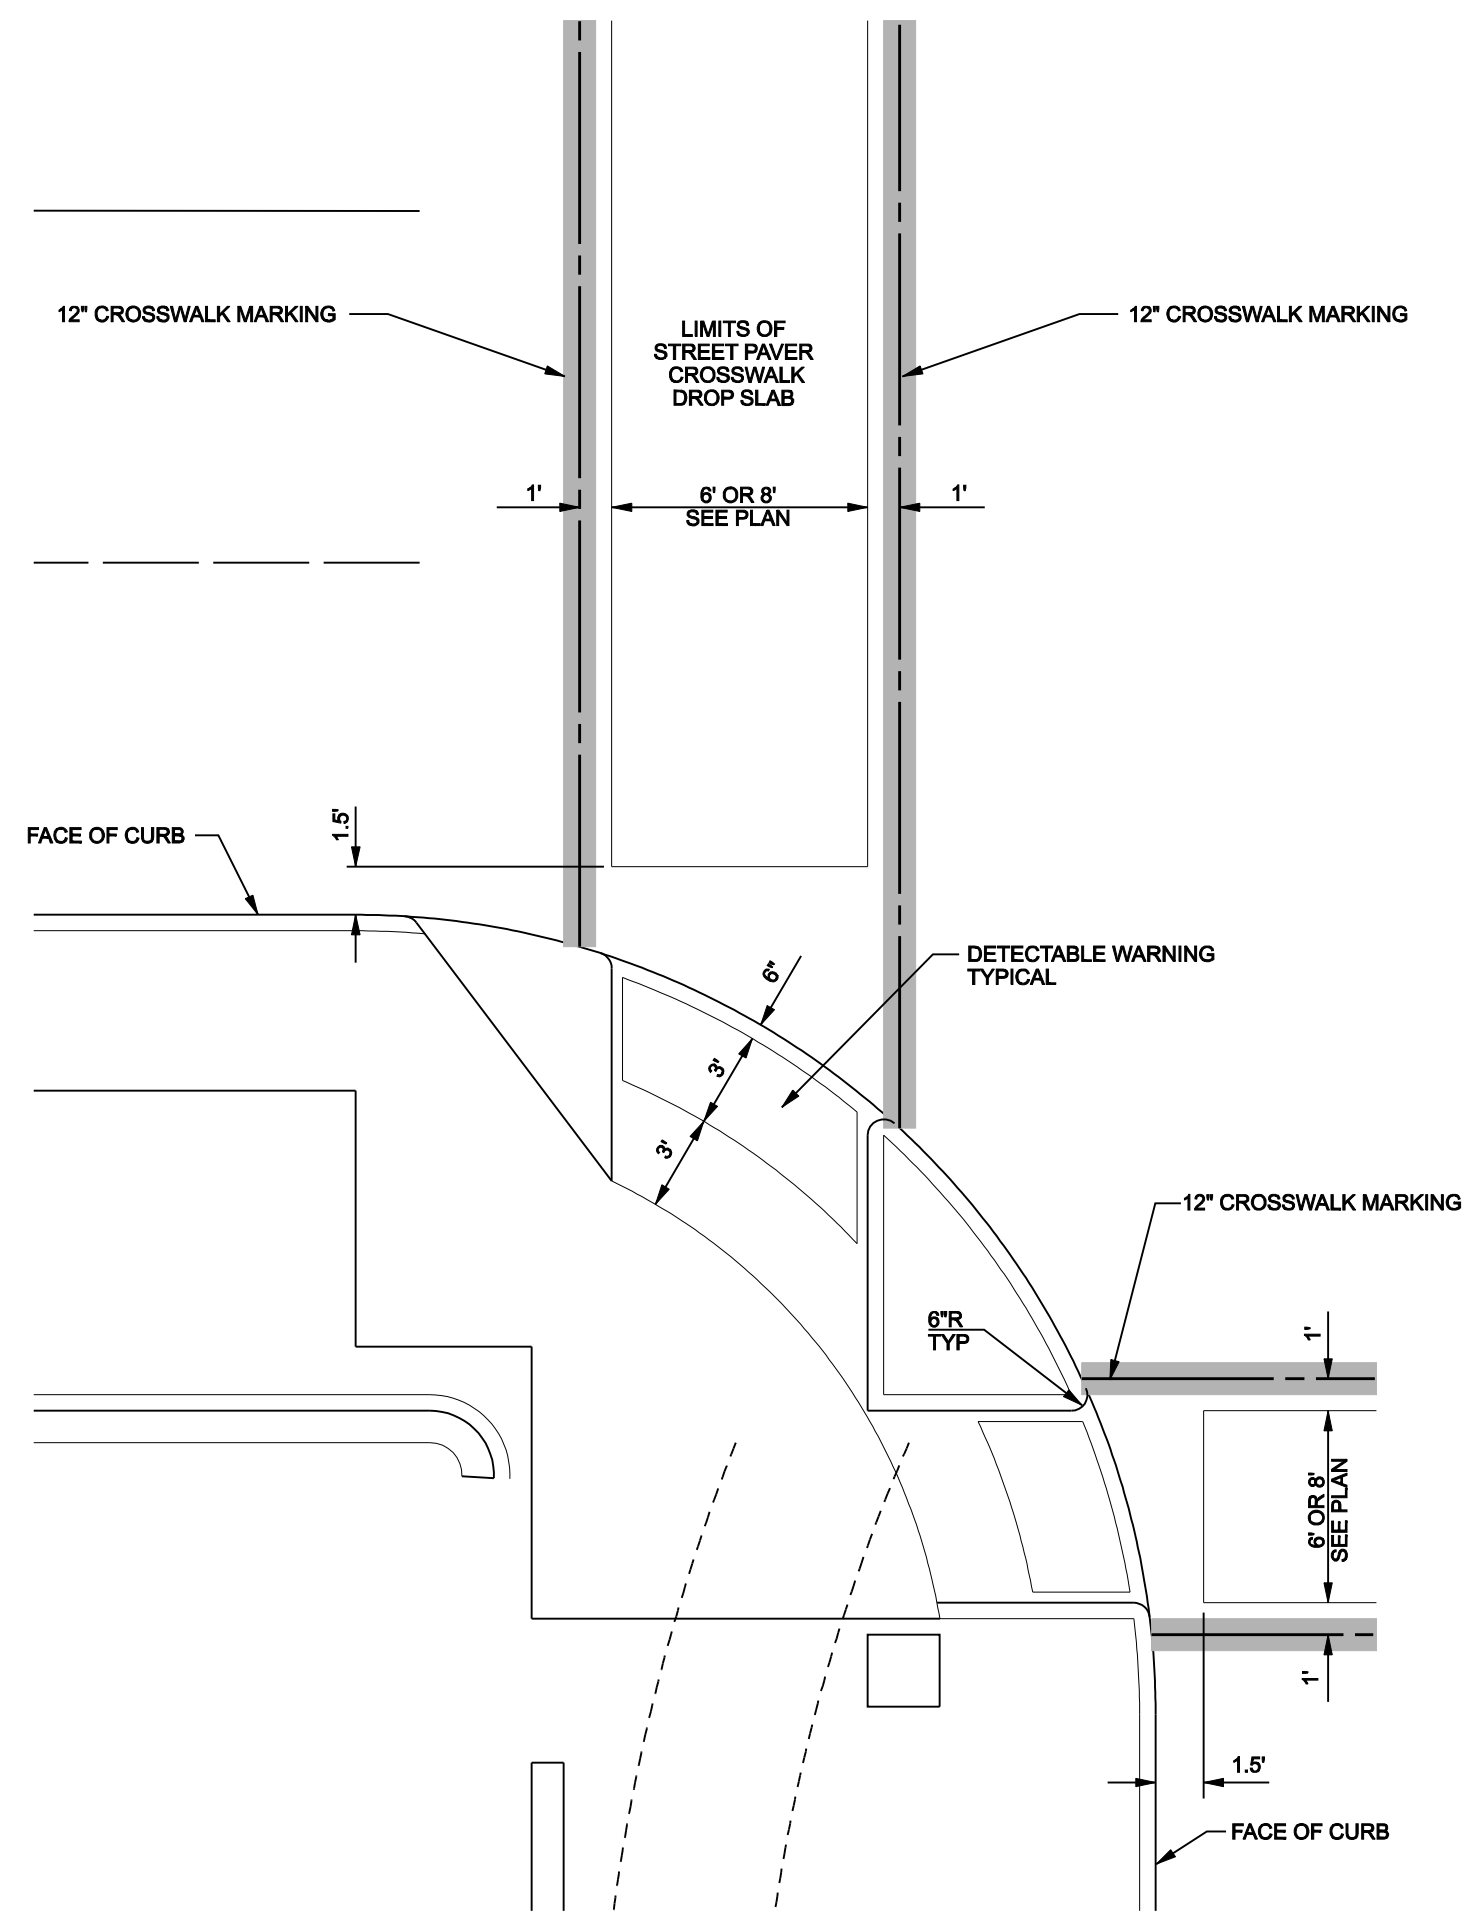 12" CROSSWALK MARKING
12" CROSSWALK MARKING
LIMITS OF
STREET PAVER
CROSSWALK
DROP SLAB
1'
6' OR 8'
SEE PLAN
1'
1.5'
FACE OF CURB
6"
DETECTABLE WARNING
TYPICAL
3'
3'
12" CROSSWALK MARKING
6"R
TYP
1'
6' OR 8'
SEE PLAN
1'
1.5'
FACE OF CURB